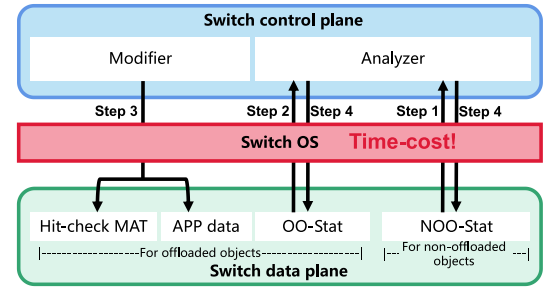 Switch control plane
Modifier
Analyzer
Step 3
Step 2
Step 4
Step 1
Step 4
Switch OS
Time-cost!
Hit-check MAT
APP data
OO-Stat
NOO-Stat
For offloaded objects
For non-offloaded
objects
Switch data plane